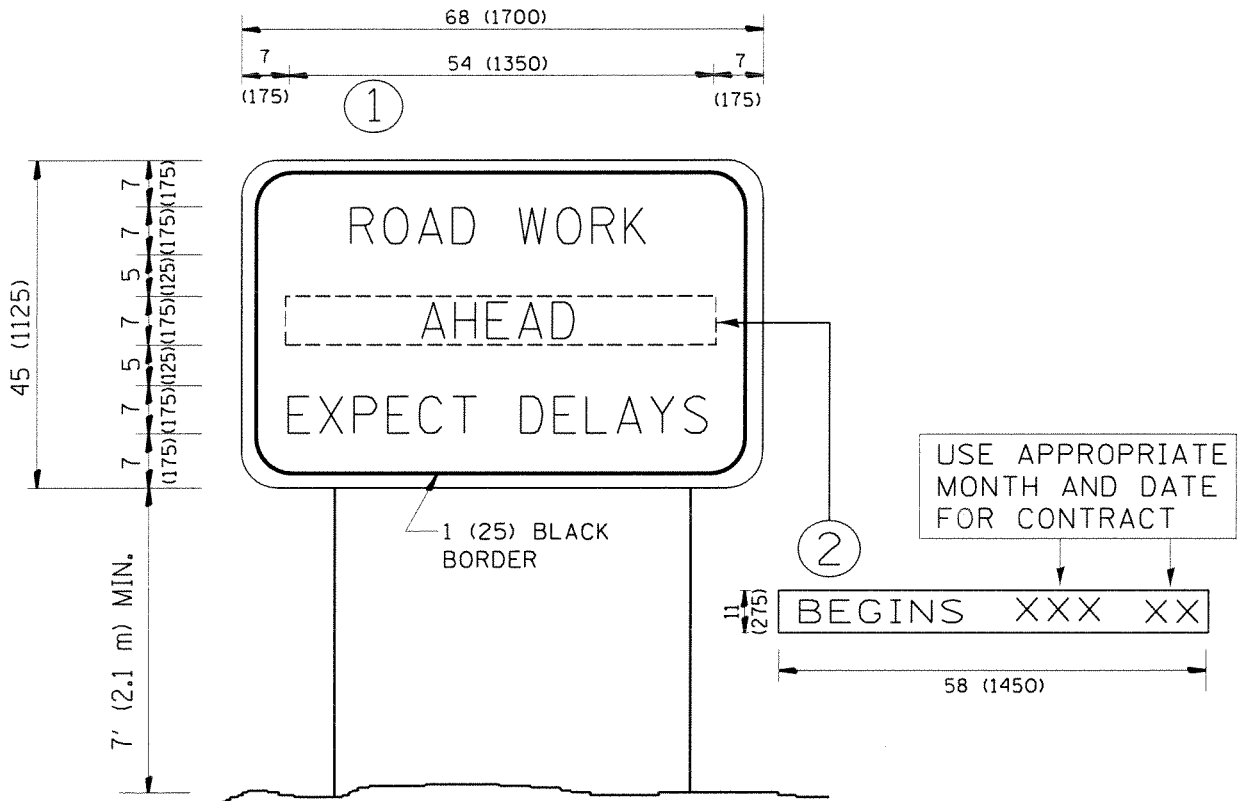 68 (1700)
7 54 (1350) 7
(175) (175)
1
45 (1125)
7 (175)
7 (175)
5 (125)
7 (175)
5 (125)
7 (175)
7 (175)
ROAD WORK
AHEAD
EXPECT DELAYS
1 (25) BLACK
BORDER
7' (2.1 m) MIN.
2
USE APPROPRIATE
MONTH AND DATE
FOR CONTRACT
11
(275)
BEGINS XXX XX
58 (1450)